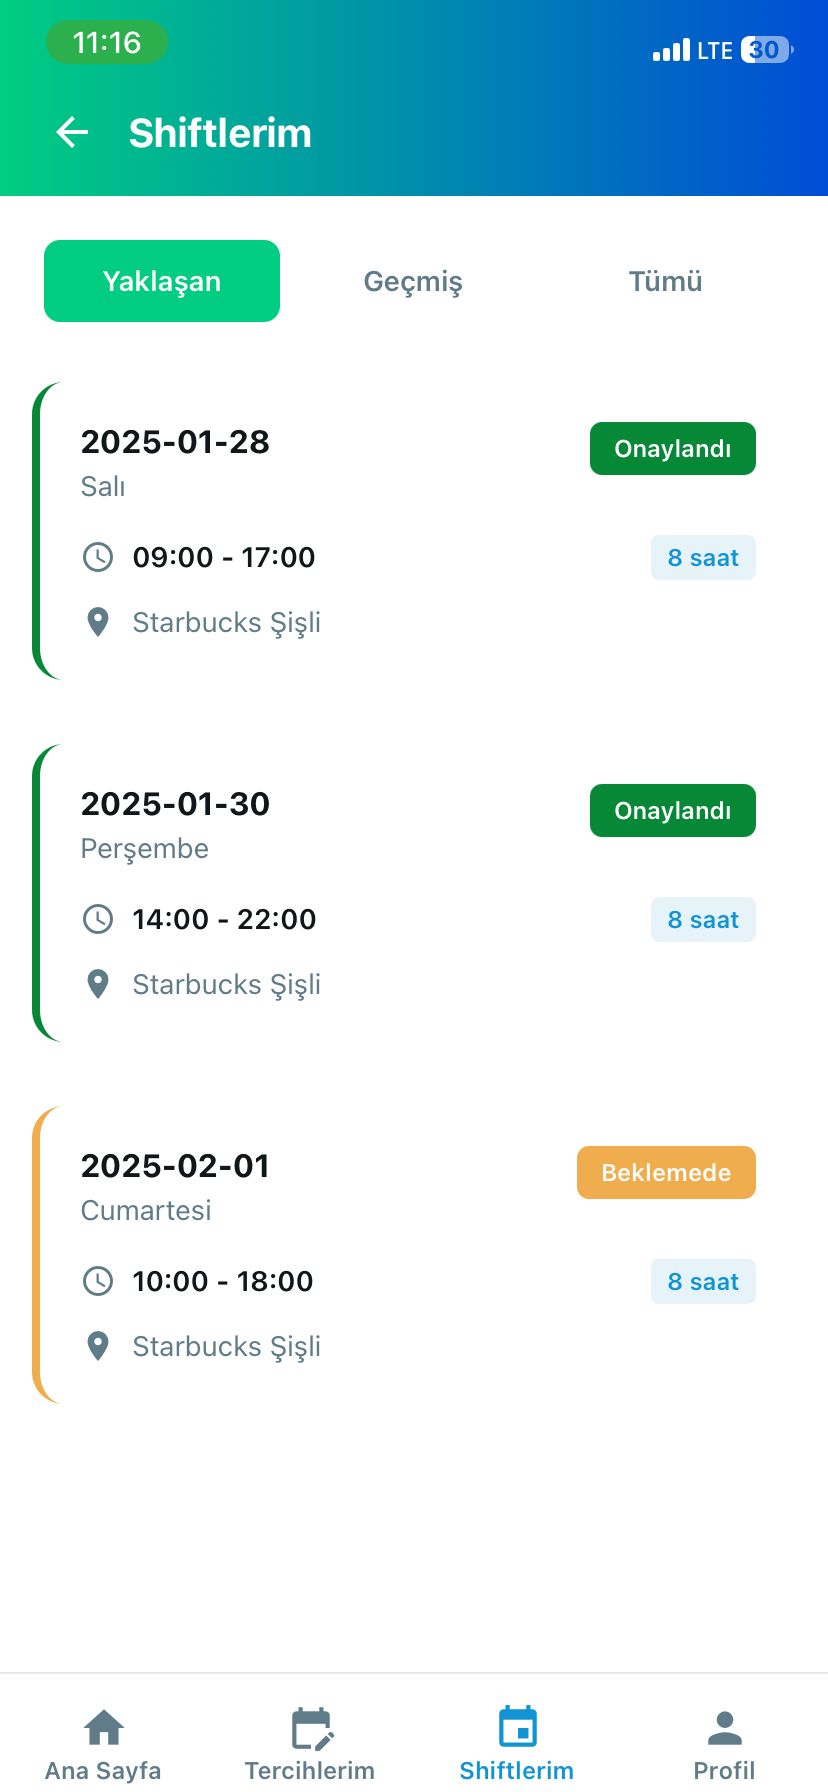 11:16
LTE 30
Shiftlerim
Yaklaşan Geçmiş Tümü
2025-01-28 Onaylandı
Salı
09:00 - 17:00 8 saat
Starbucks Şişli
2025-01-30 Onaylandı
Perşembe
14:00 - 22:00 8 saat
Starbucks Şişli
2025-02-01 Beklemede
Cumartesi
10:00 - 18:00 8 saat
Starbucks Şişli
Ana Sayfa Tercihlerim Shiftlerim Profil